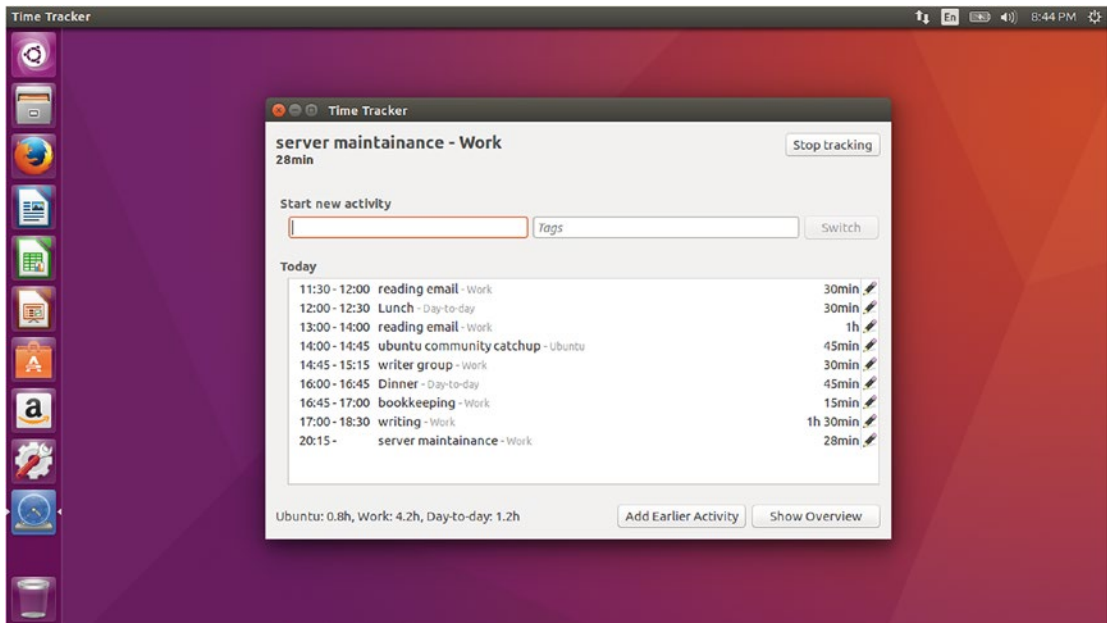 Time Tracker En 8:44 PM
Time Tracker
server maintainance - Work Stop tracking
28min
Start new activity
Tags Switch
Today
11:30 - 12:00 reading email - Work 30min
12:00 - 12:30 Lunch - Day-to-day 30min
13:00 - 14:00 reading email - Work 1h
14:00 - 14:45 ubuntu community catchup - Ubuntu 45min
14:45 - 15:15 writer group - Work 30min
16:00 - 16:45 Dinner - Day-to-day 45min
16:45 - 17:00 bookkeeping - Work 15min
17:00 - 18:30 writing - Work 1h 30min
20:15 - server maintainance - Work 28min
Ubuntu: 0.8h, Work: 4.2h, Day-to-day: 1.2h Add Earlier Activity Show Overview
a